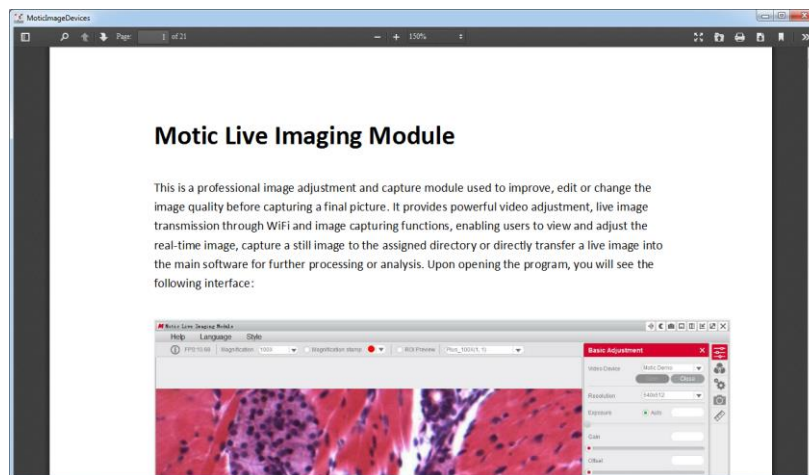 MoticImageDevices
Page: 1 of 21
150%
Motic Live Imaging Module
This is a professional image adjustment and capture module used to improve, edit or change the
image quality before capturing a final picture. It provides powerful video adjustment, live image
transmission through WiFi and image capturing functions, enabling users to view and adjust the
real-time image, capture a still image to the assigned directory or directly transfer a live image into
the main software for further processing or analysis. Upon opening the program, you will see the
following interface:
Motic Live Imaging Module
Help Language Style
Magnification 100X Magnification stamp ROI Preview
Basic Adjustment
Video Device Motic Demo
Close
Resolution
Exposure Auto
Gain
Offset